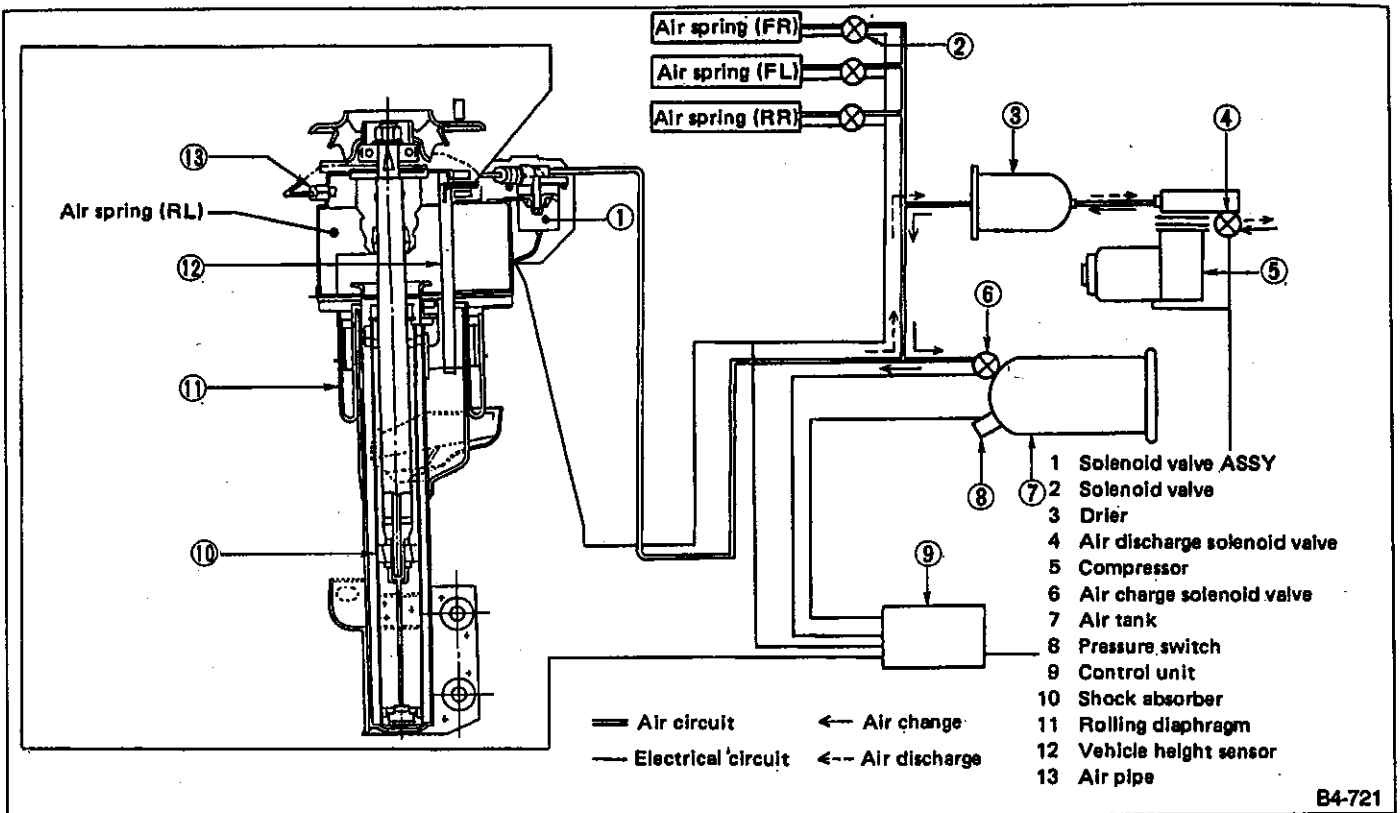 Air spring (FR)
②
Air spring (FL)
Air spring (RR)
③
④
⑬
Air spring (RL)
①
⑫
⑤
⑥
⑪
⑧
⑦
⑩
⑨
1 Solenoid valve ASSY
2 Solenoid valve
3 Drier
4 Air discharge solenoid valve
5 Compressor
6 Air charge solenoid valve
7 Air tank
8 Pressure switch
9 Control unit
10 Shock absorber
11 Rolling diaphragm
12 Vehicle height sensor
13 Air pipe
Air circuit
Air change
Electrical circuit
Air discharge
B4-721